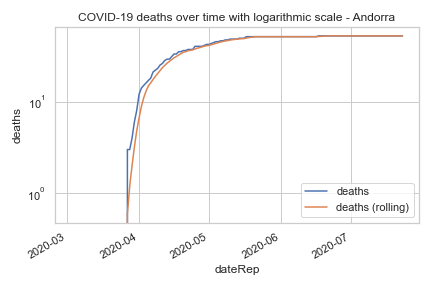 COVID-19 deaths over time with logarithmic scale - Andorra
deaths
10¹
10⁰
deaths
deaths (rolling)
2020-03
2020-04
2020-05
2020-06
2020-07
dateRep